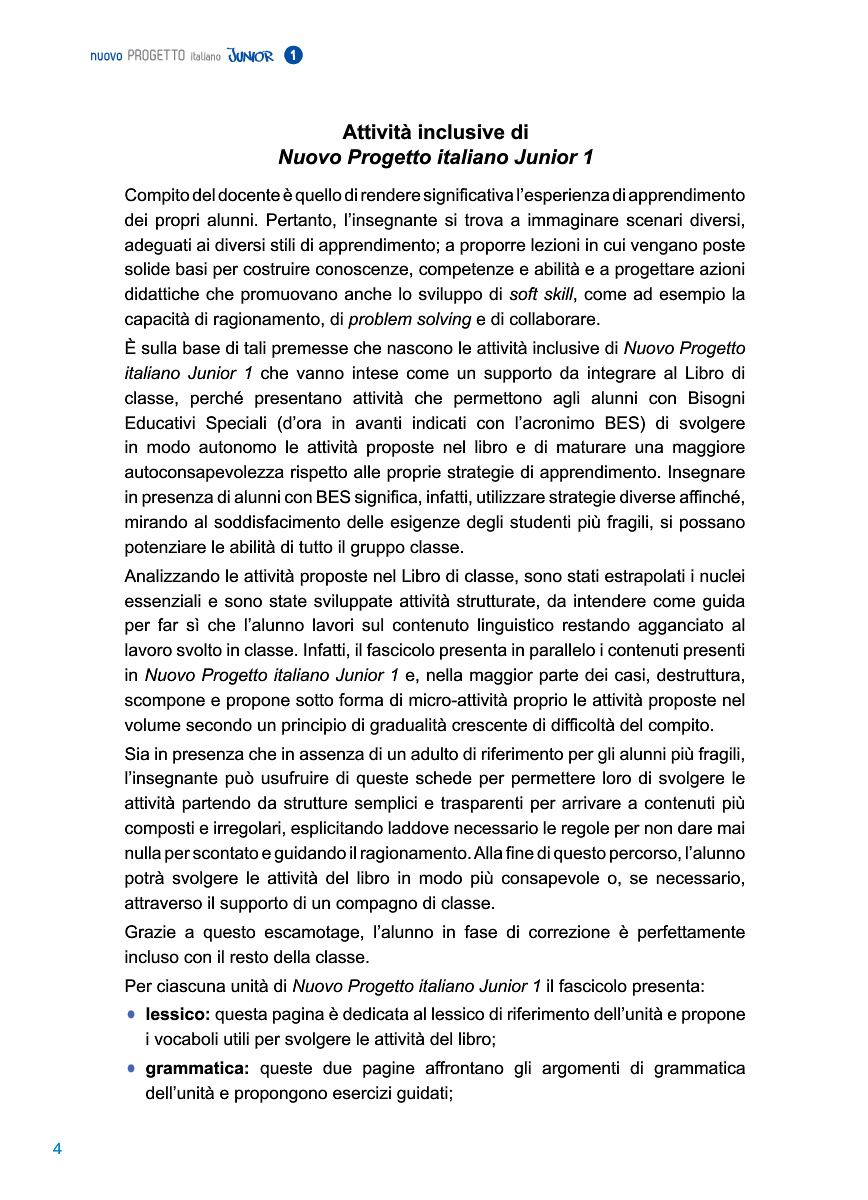 nuovo PROGETTO italiano JUNIOR 1
Attività inclusive di
Nuovo Progetto italiano Junior 1
Compito del docente è quello di rendere significativa l’esperienza di apprendimento
dei propri alunni. Pertanto, l’insegnante si trova a immaginare scenari diversi,
adeguati ai diversi stili di apprendimento; a proporre lezioni in cui vengano poste
solide basi per costruire conoscenze, competenze e abilità e a progettare azioni
didattiche che promuovano anche lo sviluppo di soft skill, come ad esempio la
capacità di ragionamento, di problem solving e di collaborare.
È sulla base di tali premesse che nascono le attività inclusive di Nuovo Progetto
italiano Junior 1 che vanno intese come un supporto da integrare al Libro di
classe, perché presentano attività che permettono agli alunni con Bisogni
Educativi Speciali (d’ora in avanti indicati con l’acronimo BES) di svolgere
in modo autonomo le attività proposte nel libro e di maturare una maggiore
autoconsapevolezza rispetto alle proprie strategie di apprendimento. Insegnare
in presenza di alunni con BES significa, infatti, utilizzare strategie diverse affinché,
mirando al soddisfacimento delle esigenze degli studenti più fragili, si possano
potenziare le abilità di tutto il gruppo classe.
Analizzando le attività proposte nel Libro di classe, sono stati estrapolati i nuclei
essenziali e sono state sviluppate attività strutturate, da intendere come guida
per far sì che l’alunno lavori sul contenuto linguistico restando agganciato al
lavoro svolto in classe. Infatti, il fascicolo presenta in parallelo i contenuti presenti
in Nuovo Progetto italiano Junior 1 e, nella maggior parte dei casi, destruttura,
scompone e propone sotto forma di micro-attività proprio le attività proposte nel
volume secondo un principio di gradualità crescente di difficoltà del compito.
Sia in presenza che in assenza di un adulto di riferimento per gli alunni più fragili,
l’insegnante può usufruire di queste schede per permettere loro di svolgere le
attività partendo da strutture semplici e trasparenti per arrivare a contenuti più
composti e irregolari, esplicitando laddove necessario le regole per non dare mai
nulla per scontato e guidando il ragionamento. Alla fine di questo percorso, l’alunno
potrà svolgere le attività del libro in modo più consapevole o, se necessario,
attraverso il supporto di un compagno di classe.
Grazie a questo escamotage, l’alunno in fase di correzione è perfettamente
incluso con il resto della classe.
Per ciascuna unità di Nuovo Progetto italiano Junior 1 il fascicolo presenta:
• lessico: questa pagina è dedicata al lessico di riferimento dell’unità e propone
i vocaboli utili per svolgere le attività del libro;
• grammatica: queste due pagine affrontano gli argomenti di grammatica
dell’unità e propongono esercizi guidati;
4